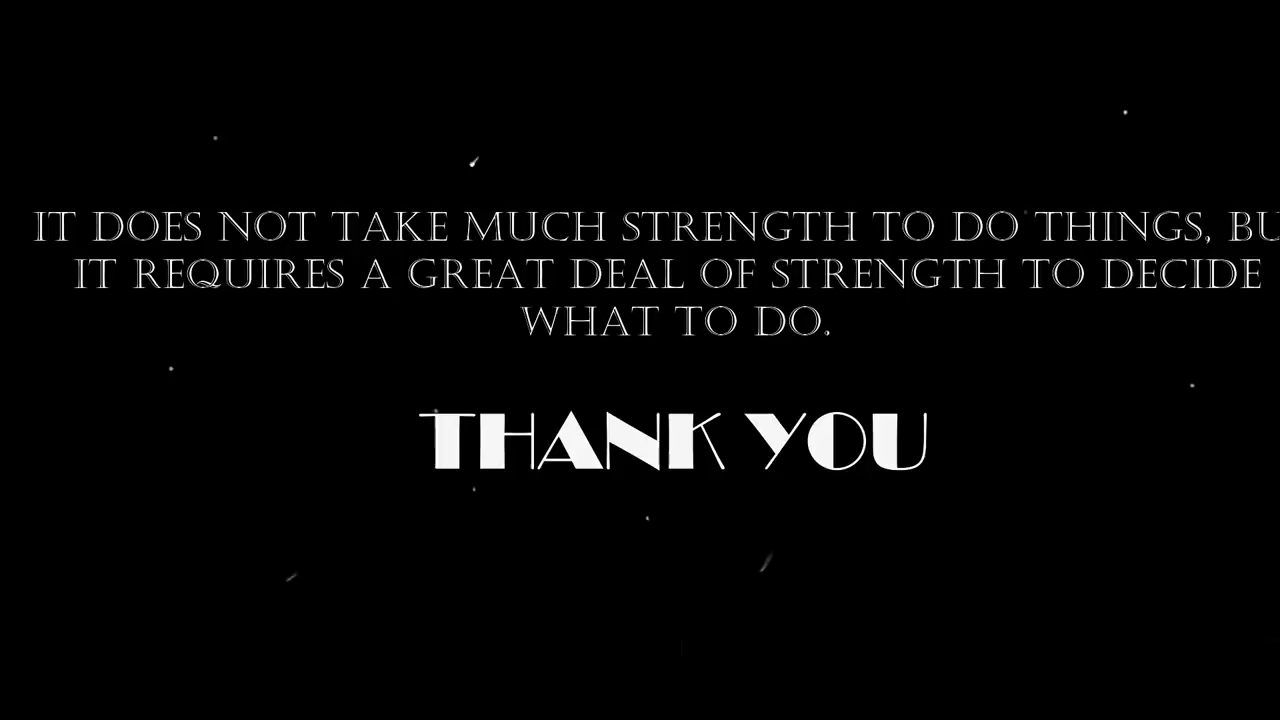 IT DOES NOT TAKE MUCH STRENGTH TO DO THINGS, BU
IT REQUIRES A GREAT DEAL OF STRENGTH TO DECIDE
WHAT TO DO.
THANK YOU